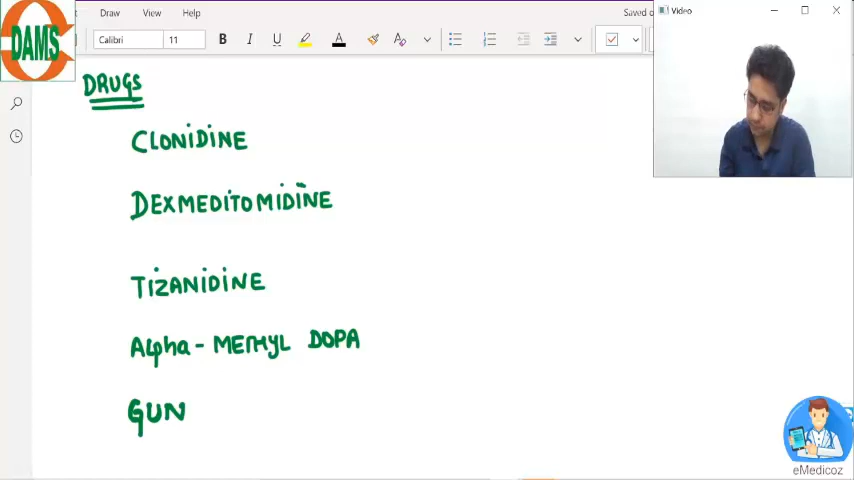 Draw View Help
Saved
Video
DAMS
Calibri 11 B I U A A
DRUGS
CLONIDINE
DEXMEDITOMIDINE
TIZANIDINE
Alpha - METHYL DOPA
GUN
eMedicoz